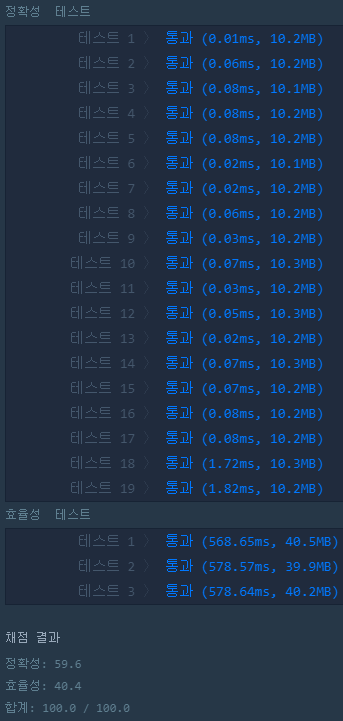 정확성 테스트
테스트 1 〉 통과 (0.01ms, 10.2MB)
테스트 2 〉 통과 (0.06ms, 10.2MB)
테스트 3 〉 통과 (0.08ms, 10.1MB)
테스트 4 〉 통과 (0.08ms, 10.2MB)
테스트 5 〉 통과 (0.08ms, 10.2MB)
테스트 6 〉 통과 (0.02ms, 10.1MB)
테스트 7 〉 통과 (0.02ms, 10.2MB)
테스트 8 〉 통과 (0.06ms, 10.2MB)
테스트 9 〉 통과 (0.03ms, 10.2MB)
테스트 10 〉 통과 (0.07ms, 10.3MB)
테스트 11 〉 통과 (0.03ms, 10.2MB)
테스트 12 〉 통과 (0.05ms, 10.3MB)
테스트 13 〉 통과 (0.02ms, 10.2MB)
테스트 14 〉 통과 (0.07ms, 10.3MB)
테스트 15 〉 통과 (0.07ms, 10.2MB)
테스트 16 〉 통과 (0.08ms, 10.2MB)
테스트 17 〉 통과 (0.08ms, 10.2MB)
테스트 18 〉 통과 (1.72ms, 10.3MB)
테스트 19 〉 통과 (1.82ms, 10.2MB)
효율성 테스트
테스트 1 〉 통과 (568.65ms, 40.5MB)
테스트 2 〉 통과 (578.57ms, 39.9MB)
테스트 3 〉 통과 (578.64ms, 40.2MB)
채점 결과
정확성: 59.6
효율성: 40.4
합계: 100.0 / 100.0